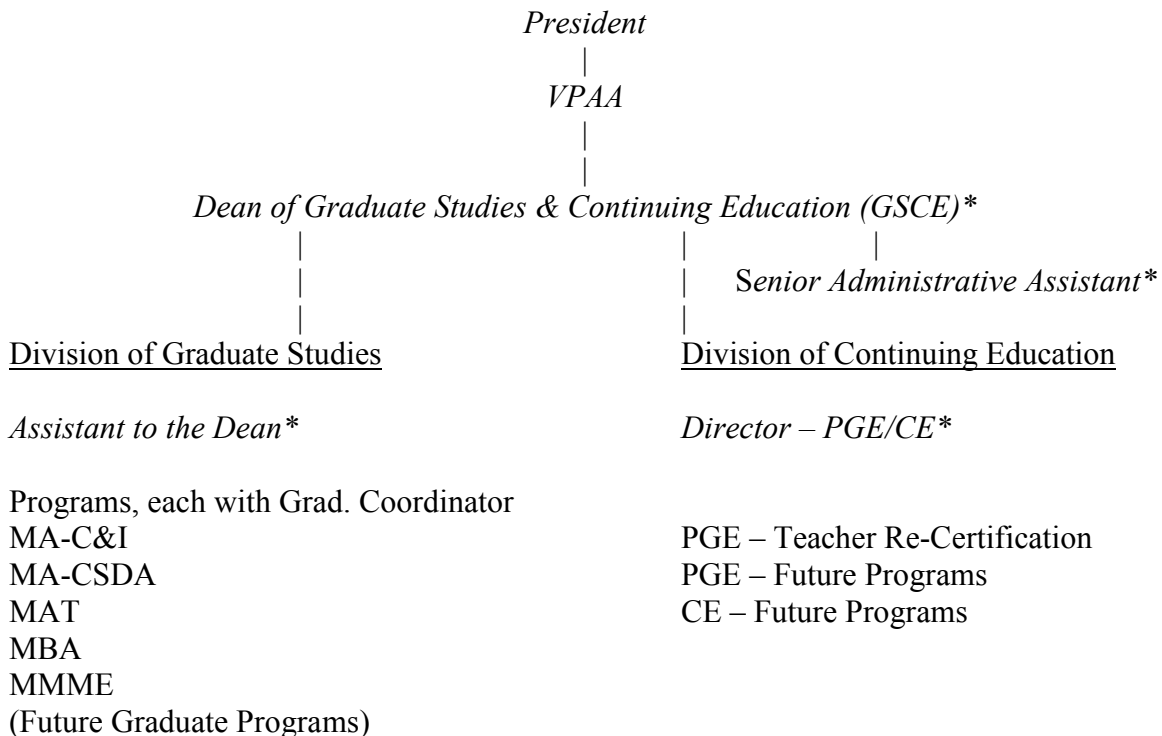 President
VPAA
Dean of Graduate Studies & Continuing Education (GSCE)*
Senior Administrative Assistant*
Division of Graduate Studies
Division of Continuing Education
Assistant to the Dean*
Director – PGE/CE*
Programs, each with Grad. Coordinator
MA-C&I
PGE – Teacher Re-Certification
MA-CSDA
PGE – Future Programs
MAT
CE – Future Programs
MBA
MMME
(Future Graduate Programs)